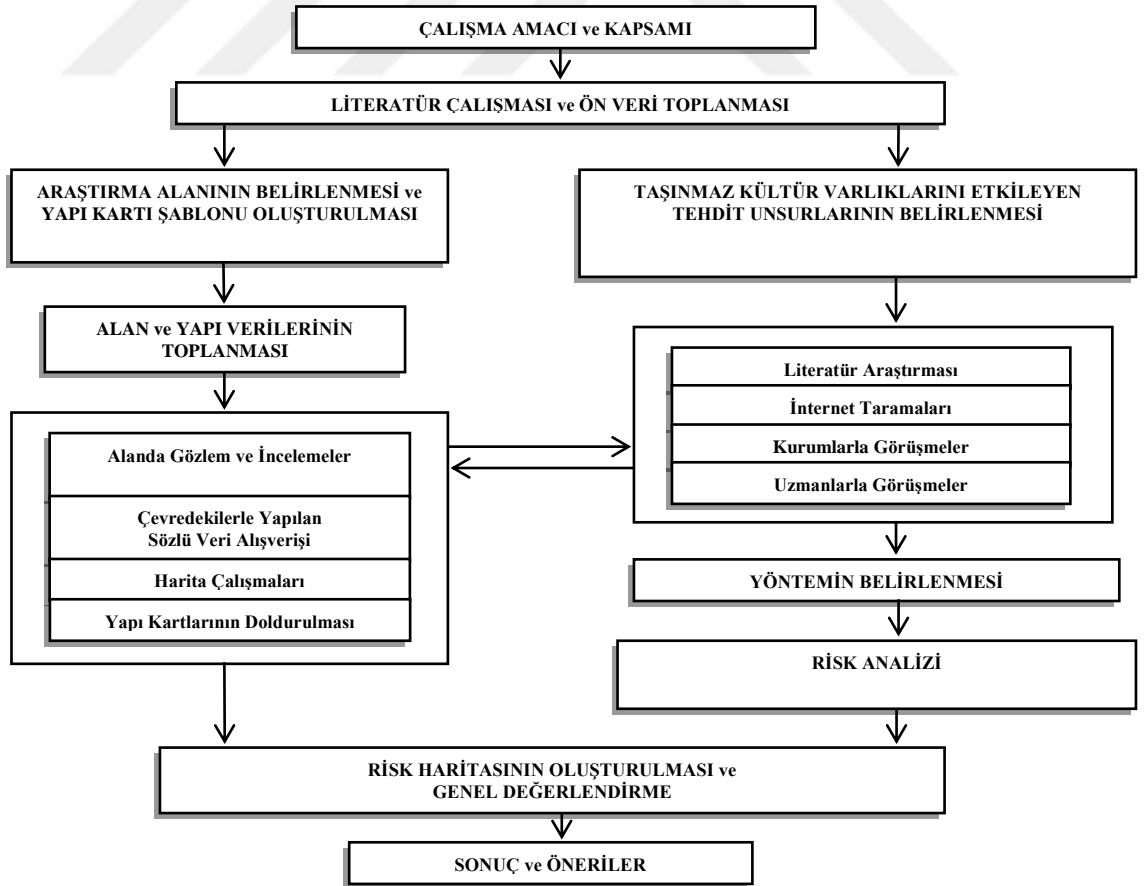 ÇALIŞMA AMACI ve KAPSAMI
LİTERATÜR ÇALIŞMASI ve ÖN VERİ TOPLANMASI
ARAŞTIRMA ALANININ BELİRLENMESİ ve
YAPI KARTI ŞABLONU OLUŞTURULMASI
TAŞINMAZ KÜLTÜR VARLIKLARINI ETKİLEYEN
TEHDİT UNSURLARININ BELİRLENMESİ
ALAN ve YAPI VERİLERİNİN
TOPLANMASI
Alanda Gözlem ve İncelemeler
Çevredekilerle Yapılan
Sözlü Veri Alışverişi
Harita Çalışmaları
Yapı Kartlarının Doldurulması
Literatür Araştırması
İnternet Taramaları
Kurumlarla Görüşmeler
Uzmanlarla Görüşmeler
YÖNTEMİN BELİRLENMESİ
RİSK ANALİZİ
RİSK HARİTASININ OLUŞTURULMASI ve
GENEL DEĞERLENDİRME
SONUÇ ve ÖNERİLER